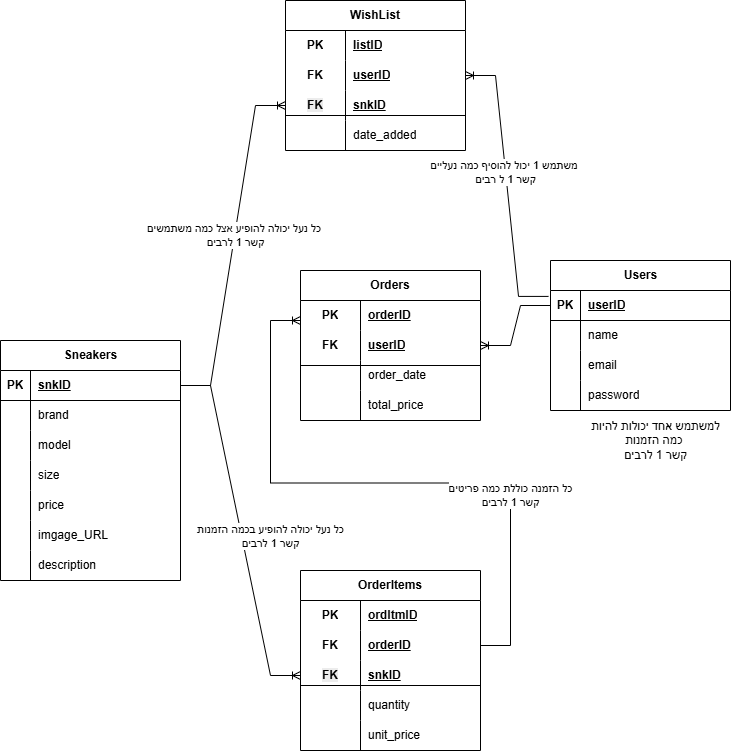 WishList
PK listID
FK userID
FK snkID
date_added
משתמש 1 יכול להוסיף כמה נעליים
קשר 1 ל רבים
כל נעל יכולה להופיע אצל כמה משתמשים
קשר 1 לרבים
Orders
PK orderID
FK userID
order_date
total_price
Users
PK userID
name
email
password
למשתמש אחד יכולות להיות
כמה הזמנות
קשר 1 לרבים
Sneakers
PK snkID
brand
model
size
price
imgage_URL
description
כל הזמנה כוללת כמה פריטים
קשר 1 לרבים
כל נעל יכולה להופיע בכמה הזמנות
קשר 1 לרבים
OrderItems
PK ordItmID
FK orderID
FK snkID
quantity
unit_price